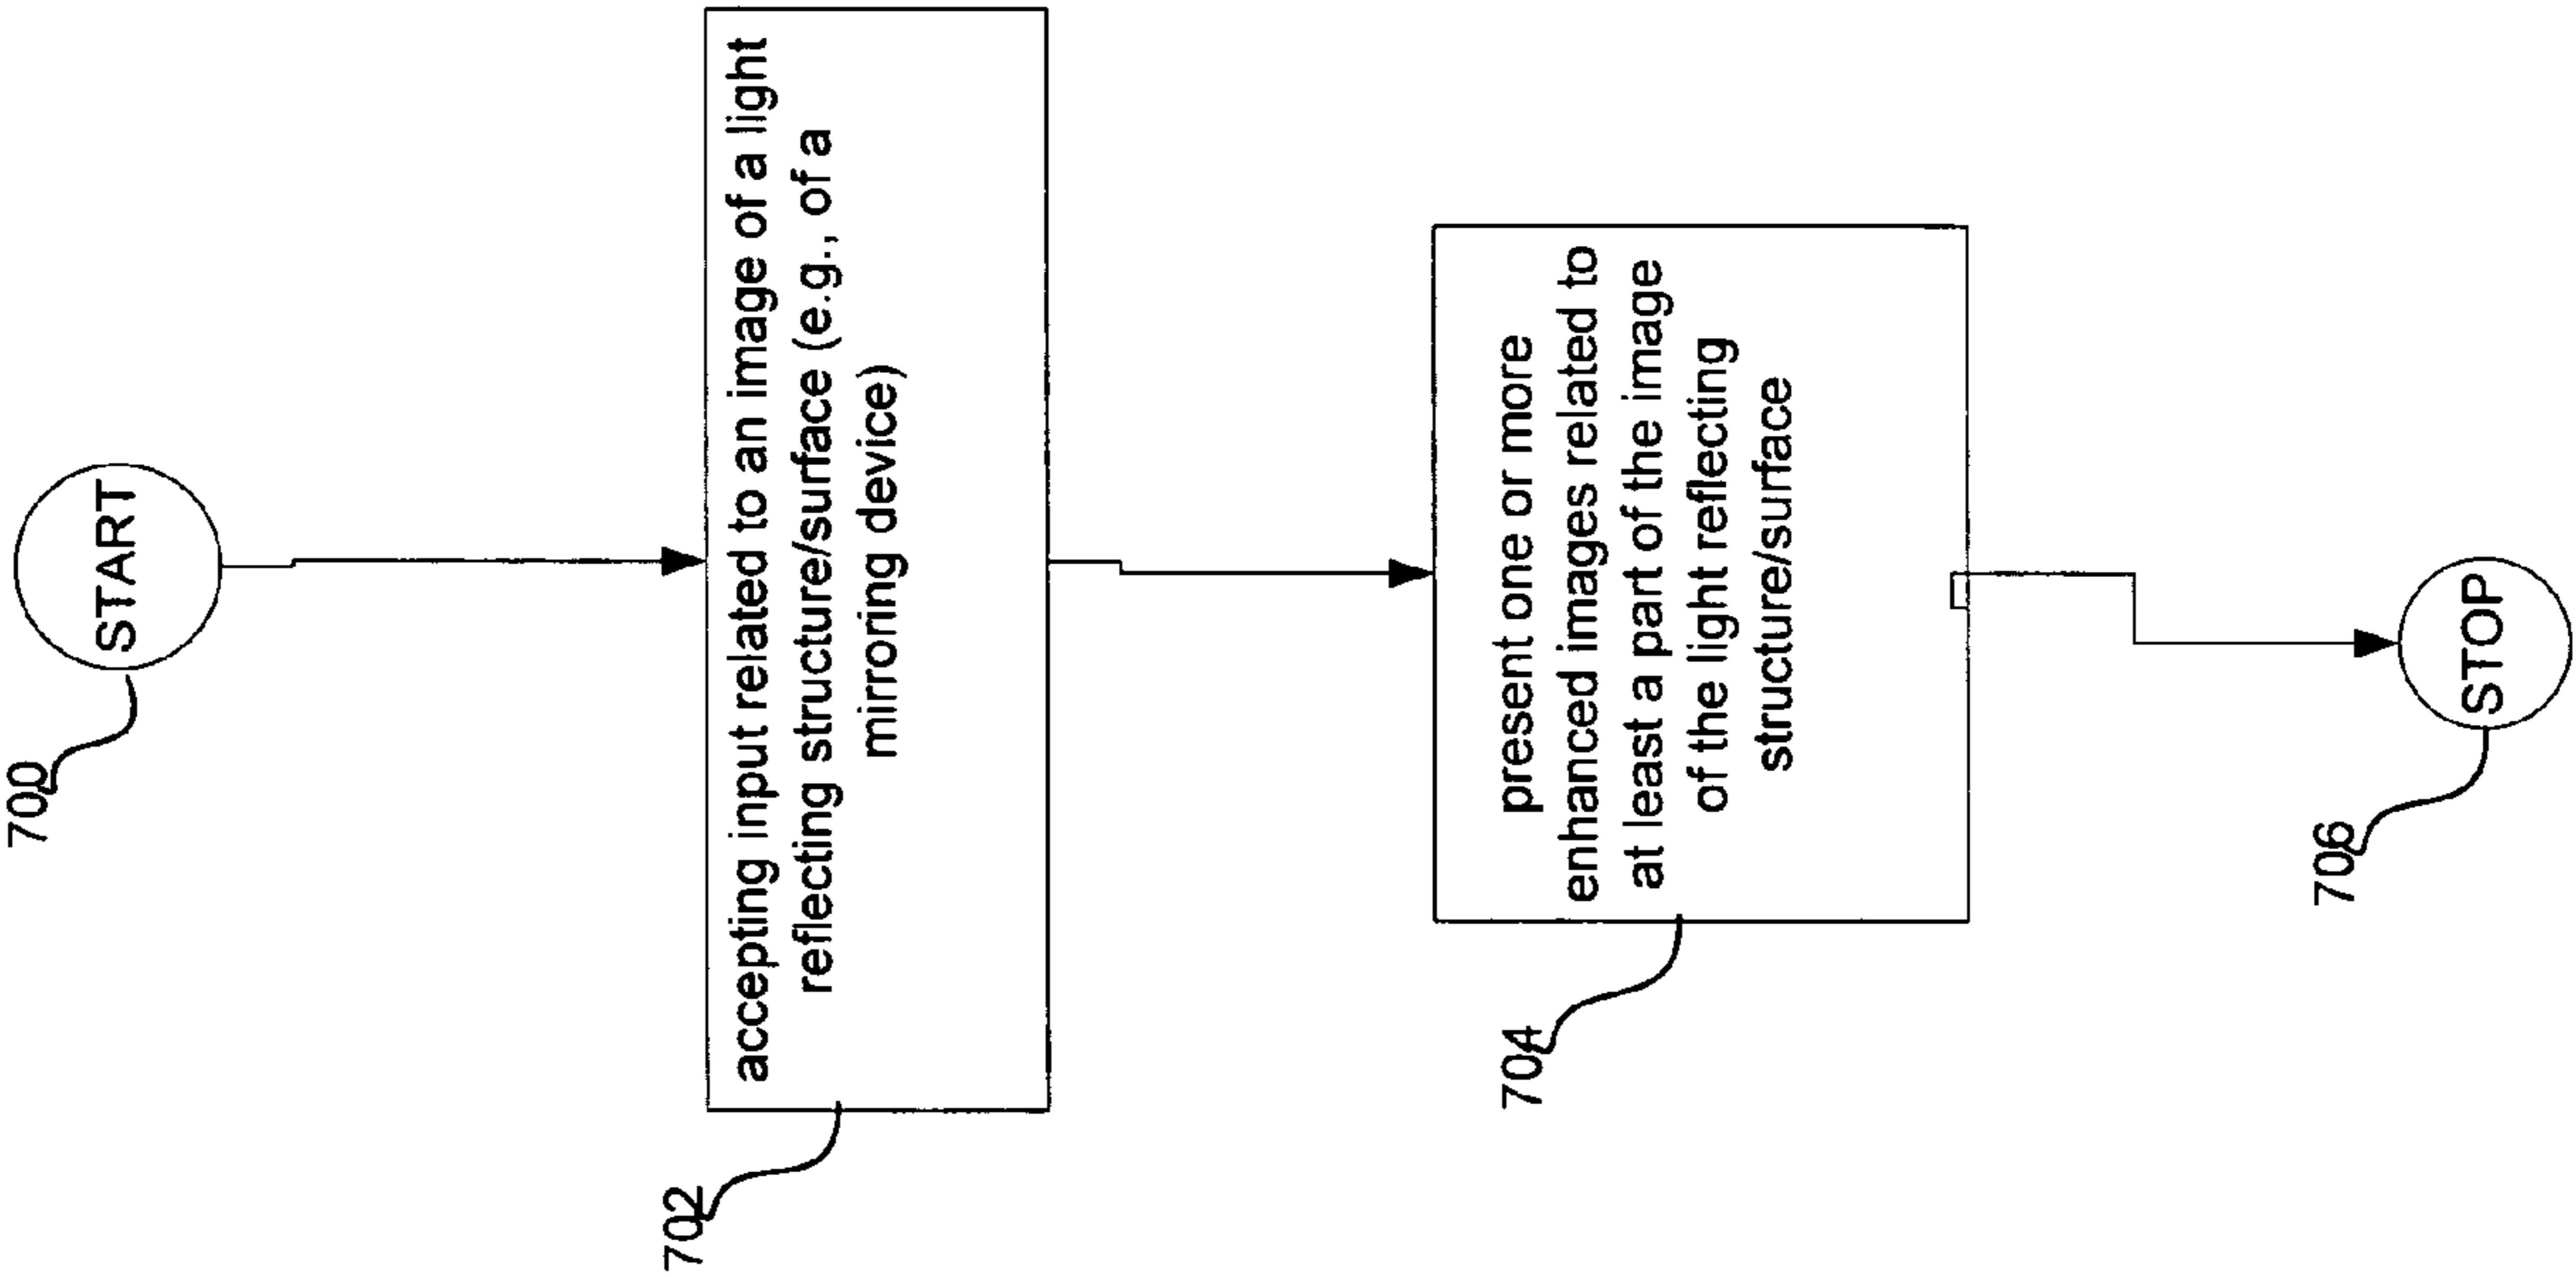 START
700
accepting input related to an image of a light
reflecting structure/surface (e.g., of a
mirroring device)
702
present one or more
enhanced images related to
at least a part of the image
of the light reflecting
structure/surface
704
STOP
706